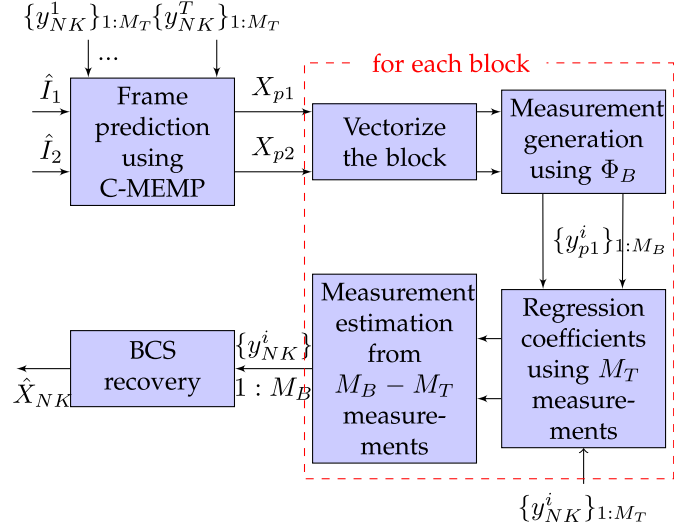 {y^1_{NK}}_{1:M_T} {y^T_{NK}}_{1:M_T}
...
for each block
Î_1
Î_2
Frame
prediction
using
C-MEMP
X_{p1}
X_{p2}
Vectorize
the block
Measurement
generation
using Φ_B
{y^i_{p1}}_{1:M_B}
Regression
coefficients
using M_T
measure-
ments
{y^i_{NK}}_{1:M_T}
Measurement
estimation
from
M_B − M_T
measure-
ments
{y^i_{NK}}
1 : M_B
BCS
recovery
X̂_{NK}